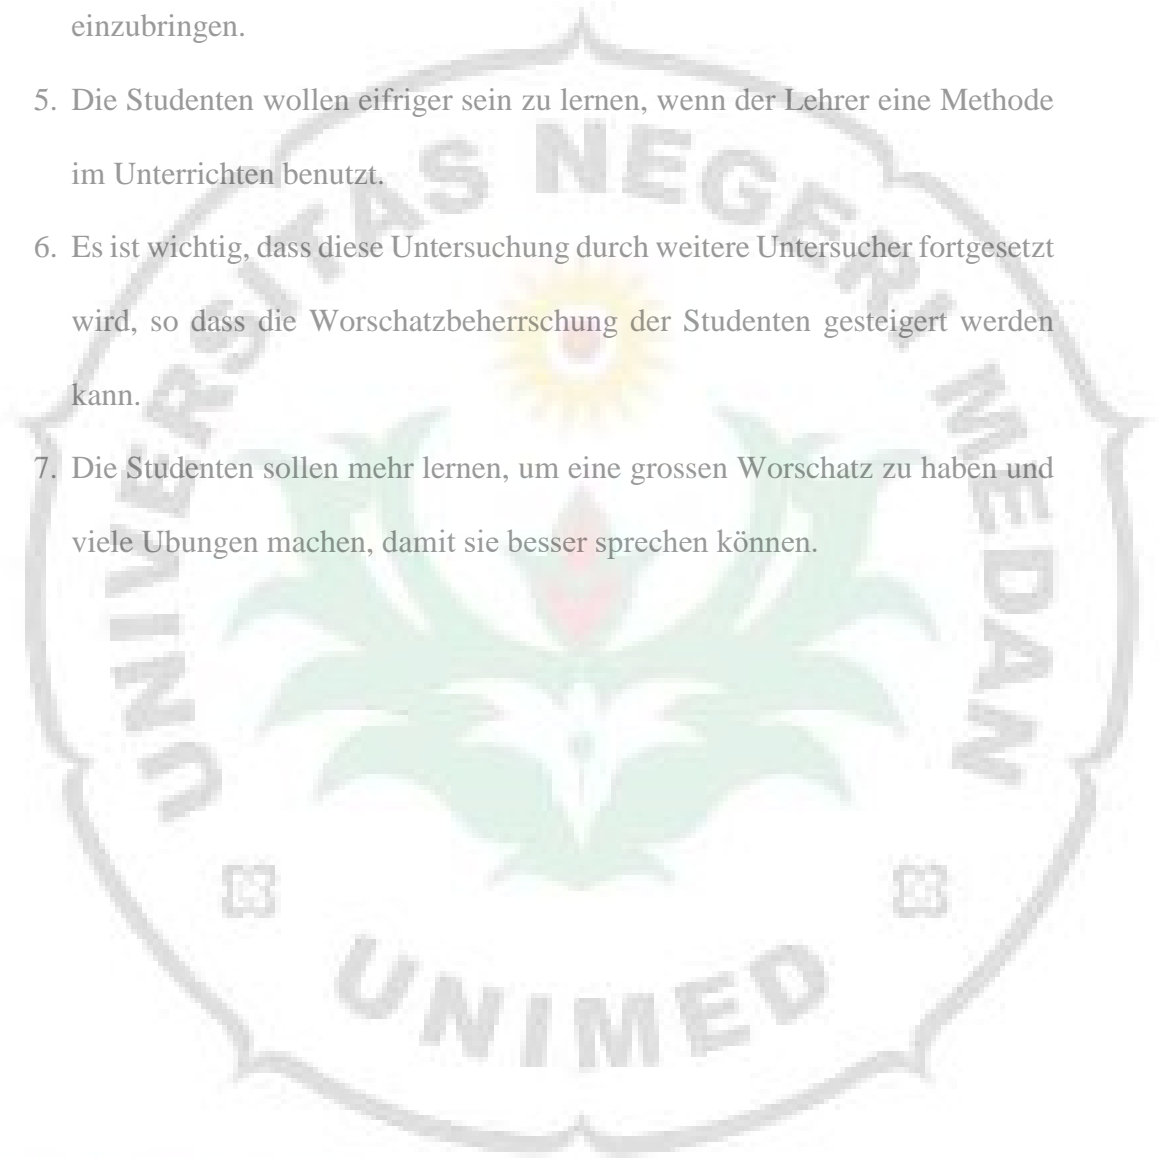 einzubringen.
5. Die Studenten wollen eifriger sein zu lernen, wenn der Lehrer eine Methode
im Unterrichten benutzt.
6. Es ist wichtig, dass diese Untersuchung durch weitere Untersucher fortgesetzt
wird, so dass die Worschatzbeherrschung der Studenten gesteigert werden
kann.
7. Die Studenten sollen mehr lernen, um eine grossen Worschatz zu haben und
viele Ubungen machen, damit sie besser sprechen können.
UNIVERSITAS NEGERI MEDAN
UNIMED